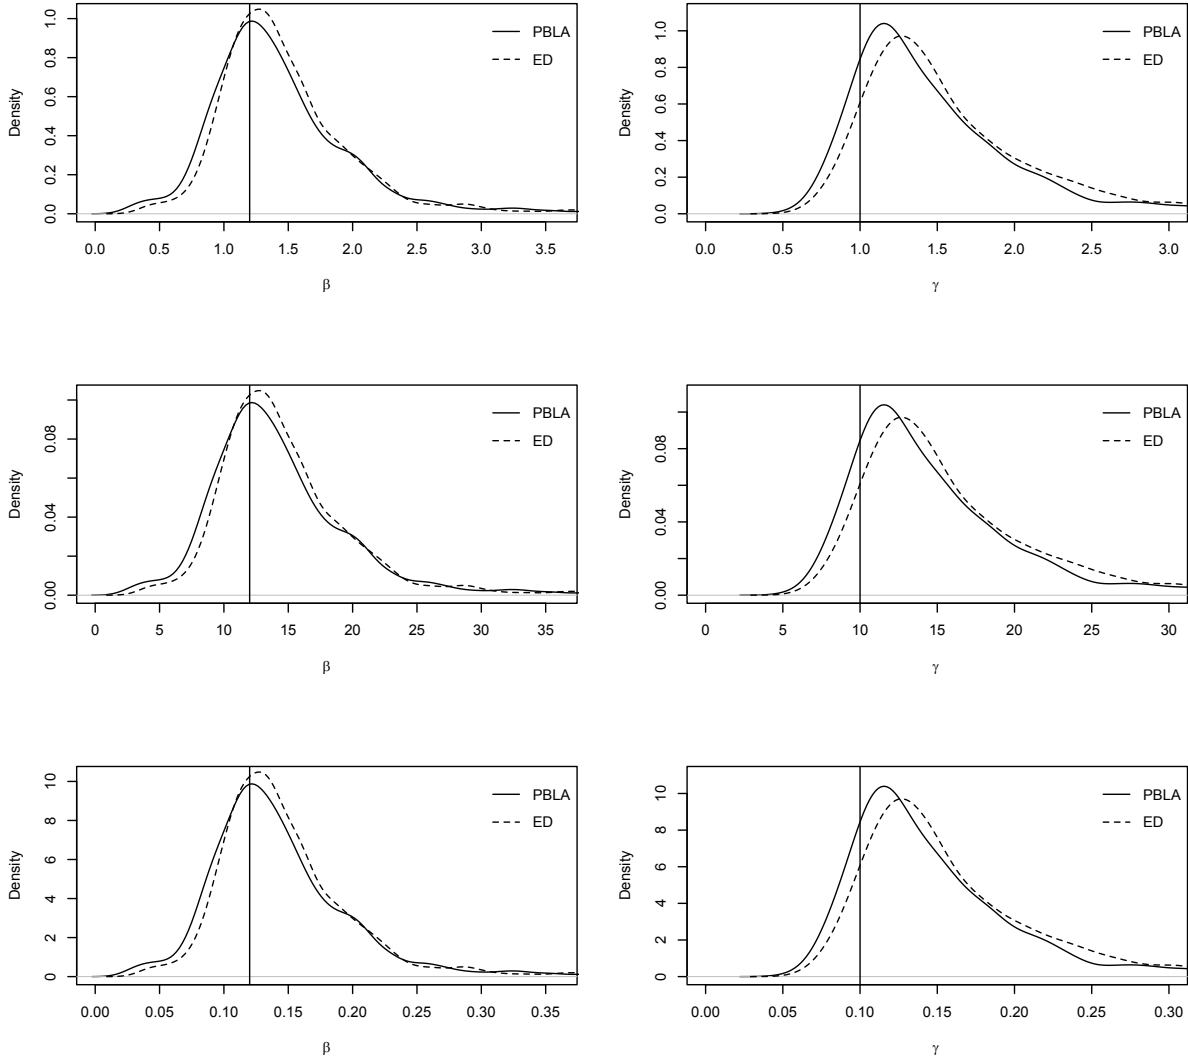 PBLA
ED
Density
0.0 0.2 0.4 0.6 0.8 1.0
0.0 0.5 1.0 1.5 2.0 2.5 3.0 3.5
β
PBLA
ED
Density
0.0 0.2 0.4 0.6 0.8 1.0
0.0 0.5 1.0 1.5 2.0 2.5 3.0
γ
PBLA
ED
Density
0.00 0.04 0.08
0 5 10 15 20 25 30 35
β
PBLA
ED
Density
0.00 0.04 0.08
0 5 10 15 20 25 30
γ
PBLA
ED
Density
0 2 4 6 8 10
0.00 0.05 0.10 0.15 0.20 0.25 0.30 0.35
β
PBLA
ED
Density
0 2 4 6 8 10
0.00 0.05 0.10 0.15 0.20 0.25 0.30
γ